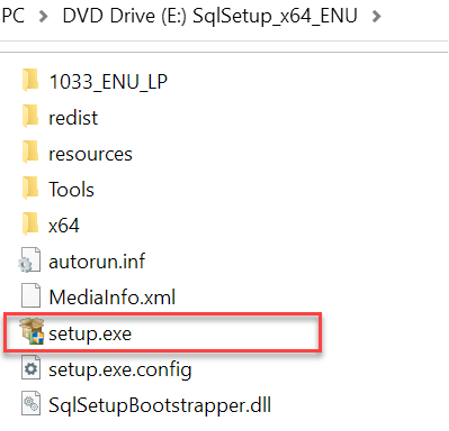 PC > DVD Drive (E:) SqlSetup_x64_ENU >
1033_ENU_LP
redist
resources
Tools
x64
autorun.inf
MediaInfo.xml
setup.exe
setup.exe.config
SqlSetupBootstrapper.dll